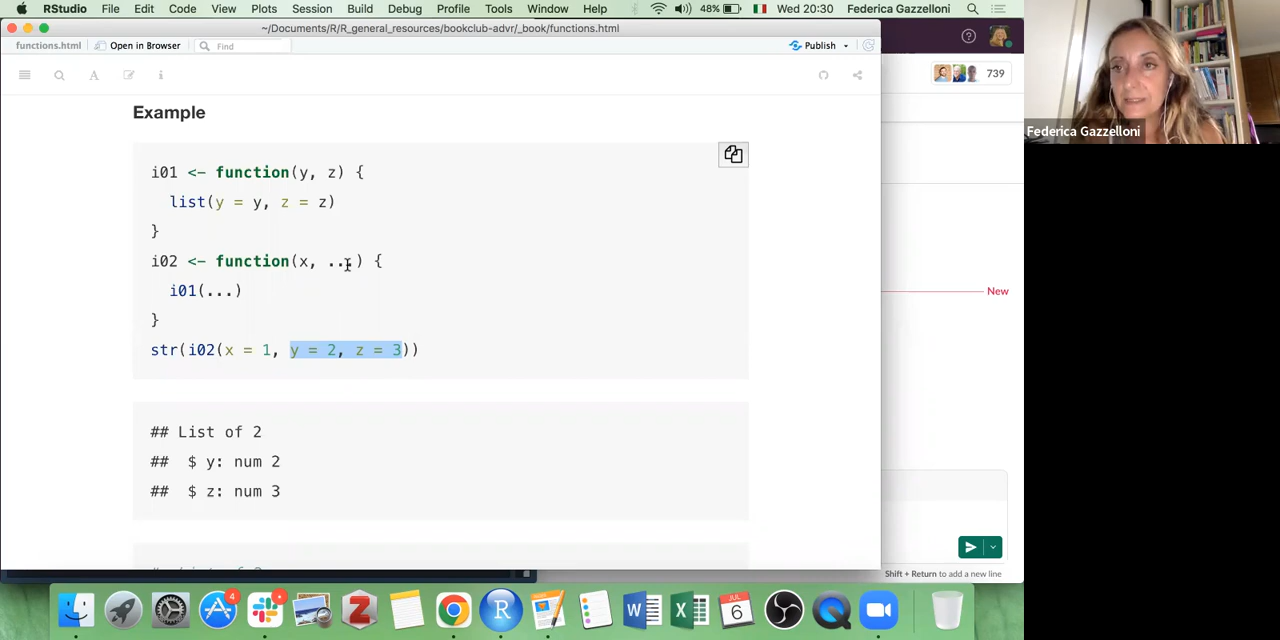 RStudio File Edit Code View Plots Session Build Debug Profile Tools Window Help 48% Wed 20:30 Federica Gazzelloni
~/Documents/R/R_general_resources/bookclub-advr/_book/functions.html
functions.html Open in Browser Find Publish
739
Federica Gazzelloni
Example
i01 <- function(y, z) {
list(y = y, z = z)
}
i02 <- function(x, ...) {
i01(...)
}
str(i02(x = 1, y = 2, z = 3))
New
## List of 2
## $ y: num 2
## $ z: num 3
Shift + Return to add a new line
4
JUL
6